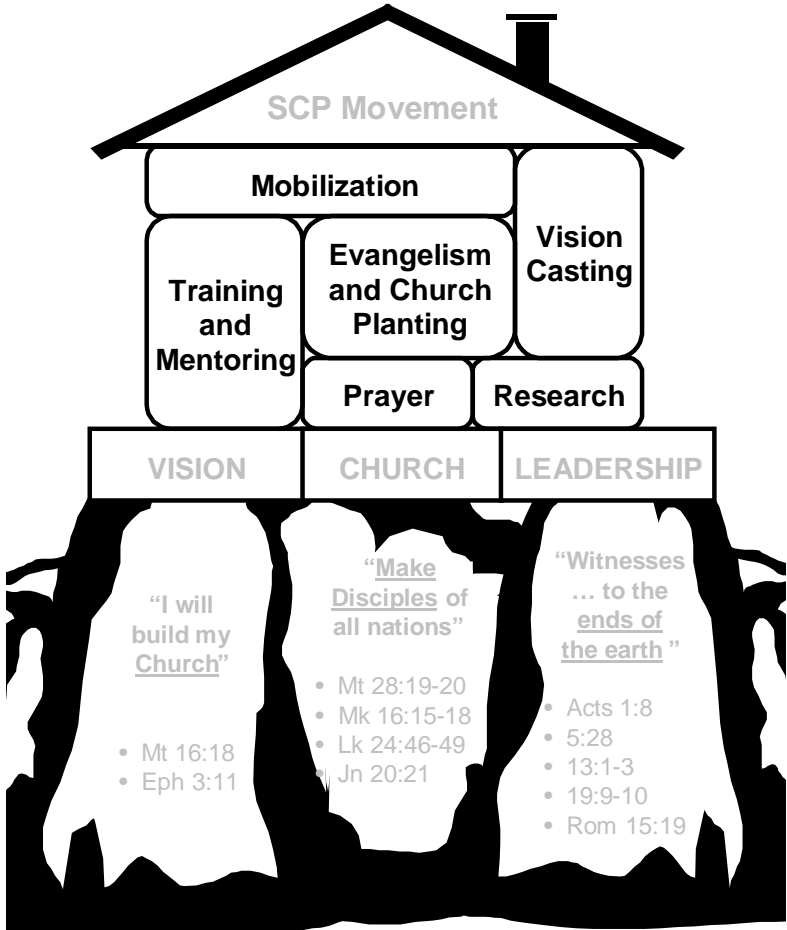 SCP Movement
Mobilization
Vision
Casting
Training
and
Mentoring
Evangelism
and Church
Planting
Prayer
Research
VISION
CHURCH
LEADERSHIP
“I will
build my
Church”
• Mt 16:18
• Eph 3:11
“Make
Disciples of
all nations”
• Mt 28:19-20
• Mk 16:15-18
• Lk 24:46-49
• Jn 20:21
“Witnesses
… to the
ends of
the earth ”
• Acts 1:8
• 5:28
• 13:1-3
• 19:9-10
• Rom 15:19